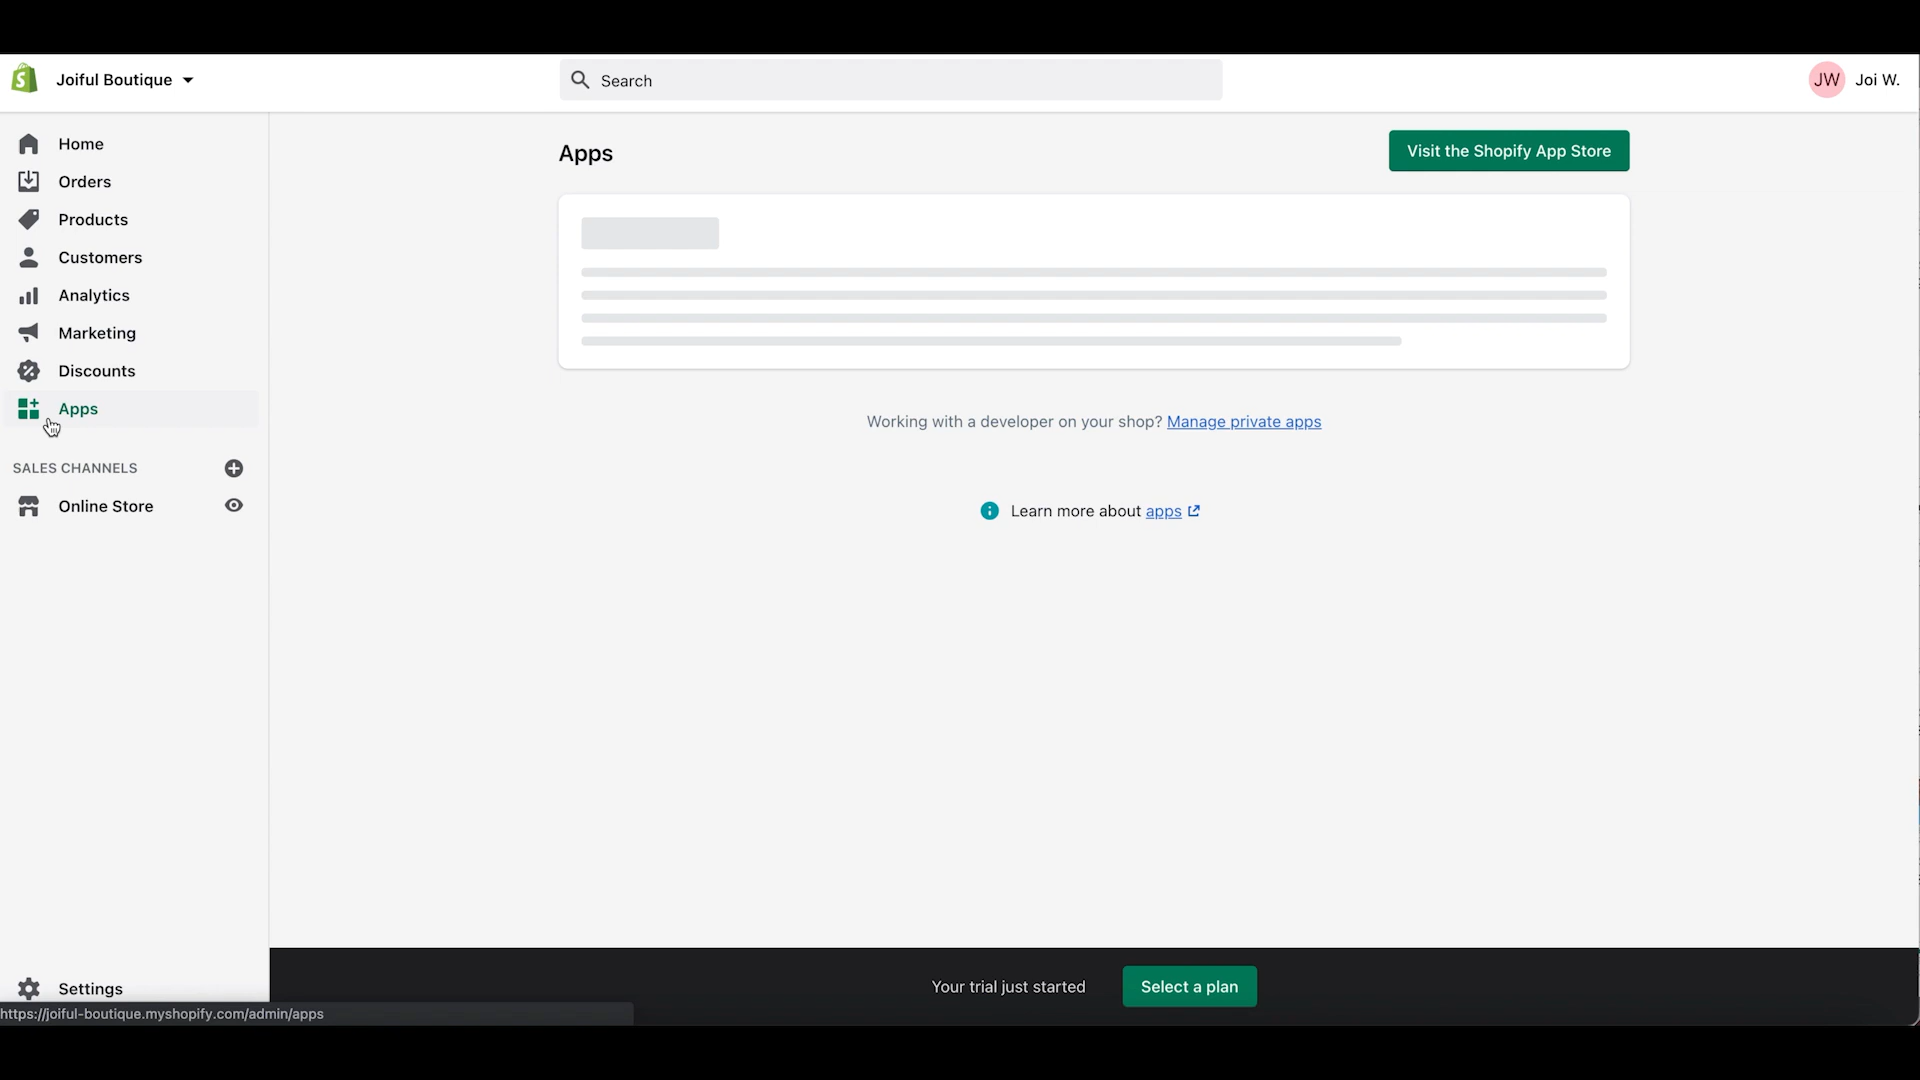 Joiful Boutique
Search
JW Joi W.
Home
Orders
Products
Customers
Analytics
Marketing
Discounts
Apps
SALES CHANNELS
Online Store
Settings
https://joiful-boutique.myshopify.com/admin/apps
Apps
Visit the Shopify App Store
Working with a developer on your shop? Manage private apps
Learn more about apps
Your trial just started
Select a plan